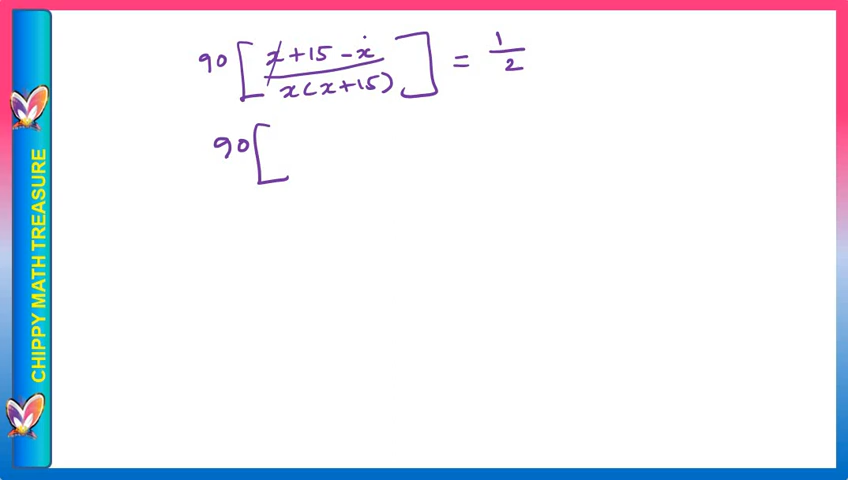 90 [ x+15-x / x(x+15) ] = 1/2
90 [
CHIPPY MATH TREASURE